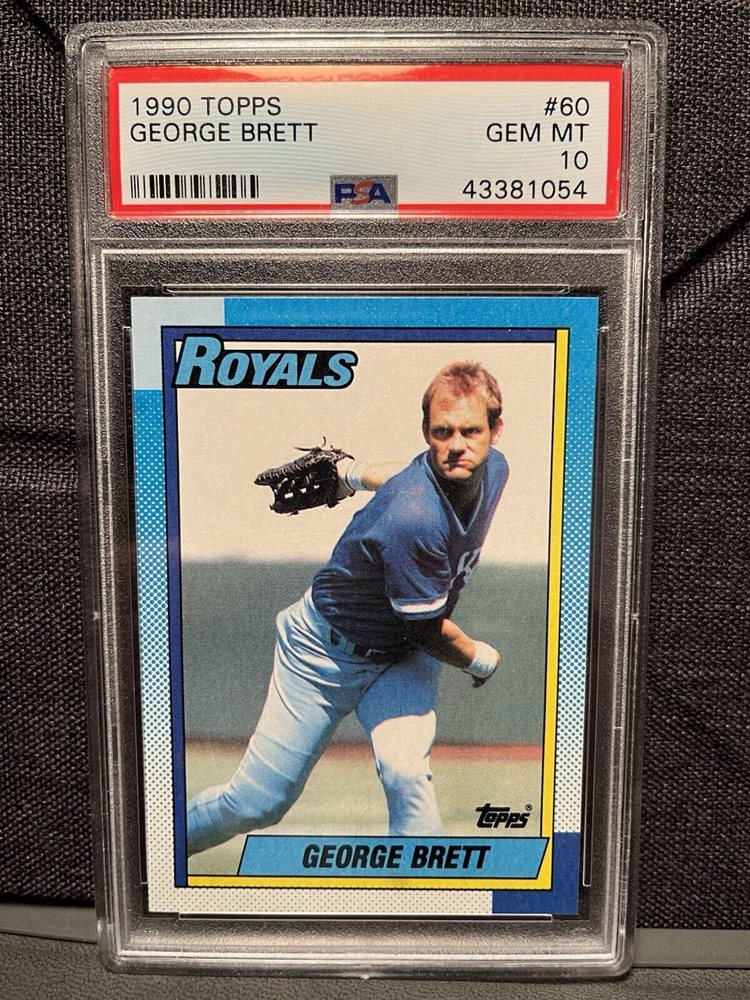 1990 TOPPS #60
GEORGE BRETT GEM MT
10
PSA 43381054
ROYALS
Topps®
GEORGE BRETT